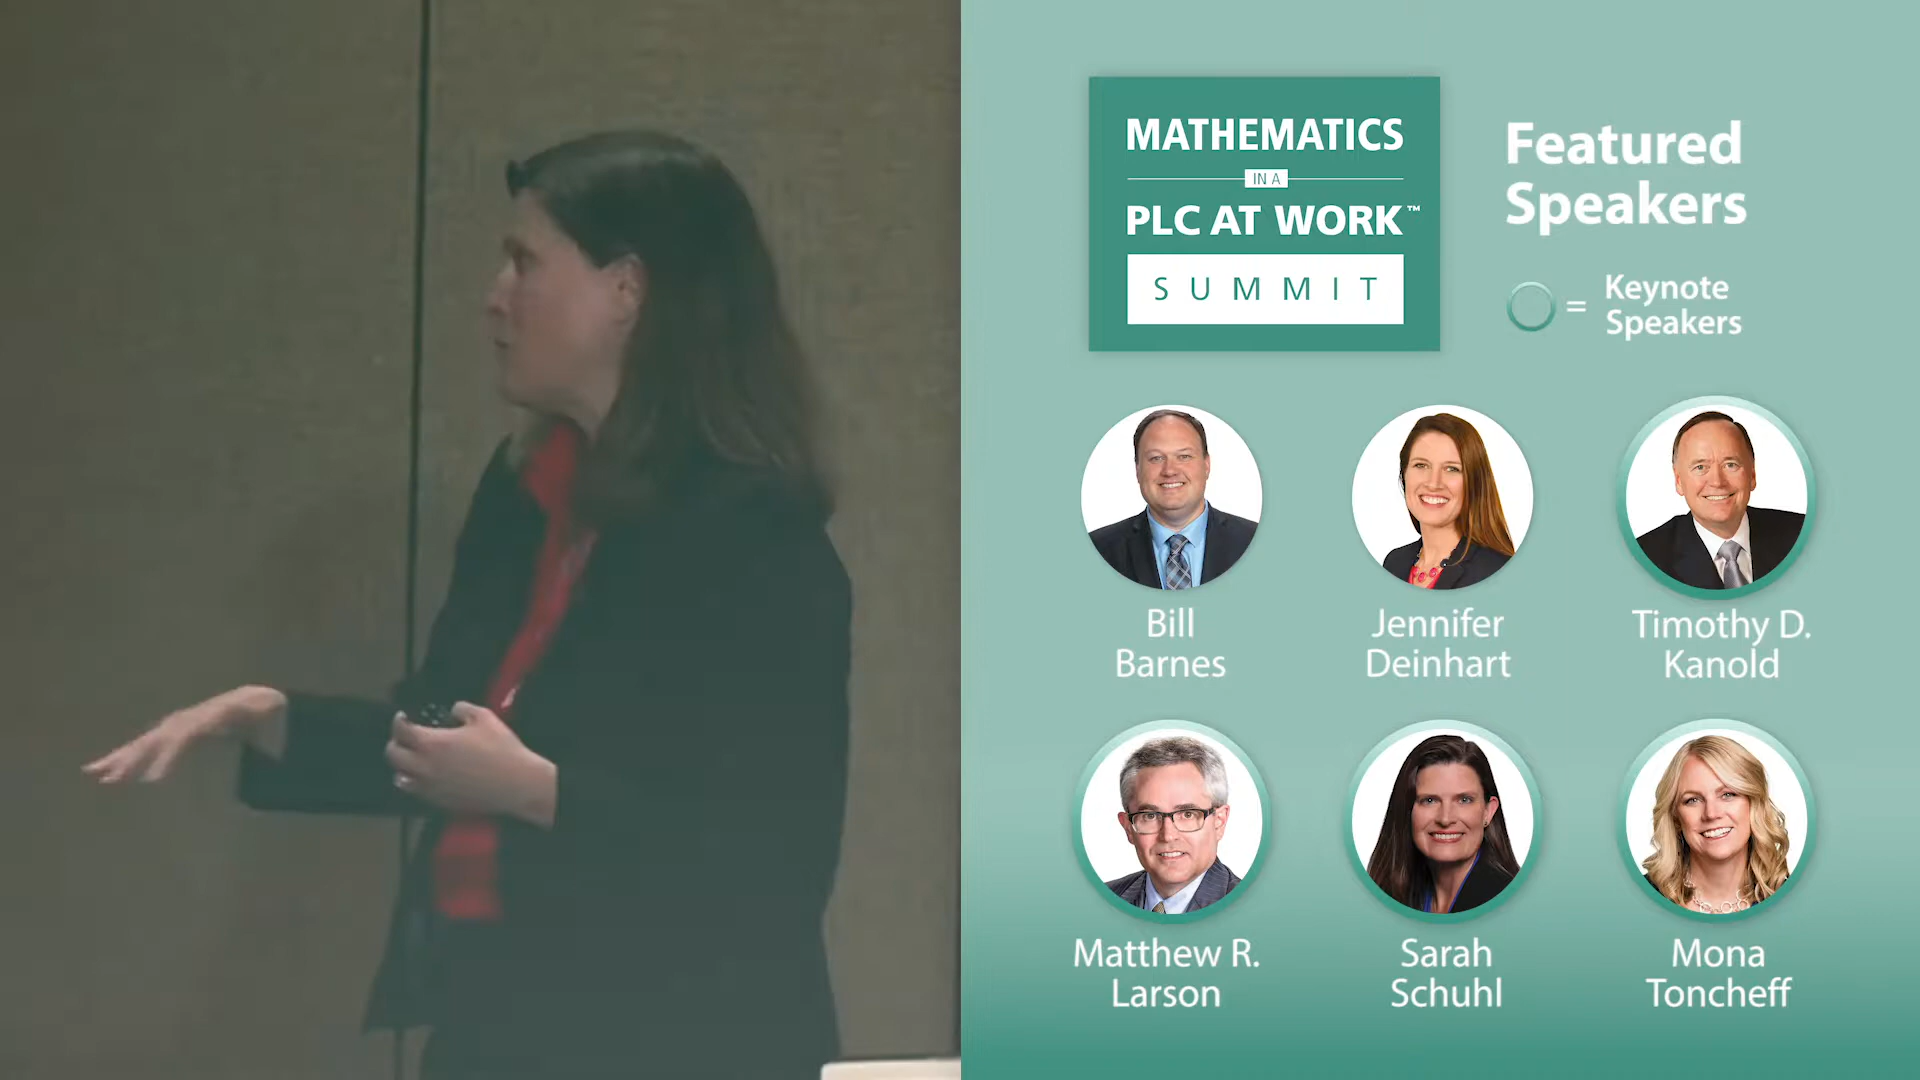 MATHEMATICS
IN A
PLC AT WORK™
SUMMIT
Featured
Speakers
= Keynote
Speakers
Bill
Barnes
Jennifer
Deinhart
Timothy D.
Kanold
Matthew R.
Larson
Sarah
Schuhl
Mona
Toncheff